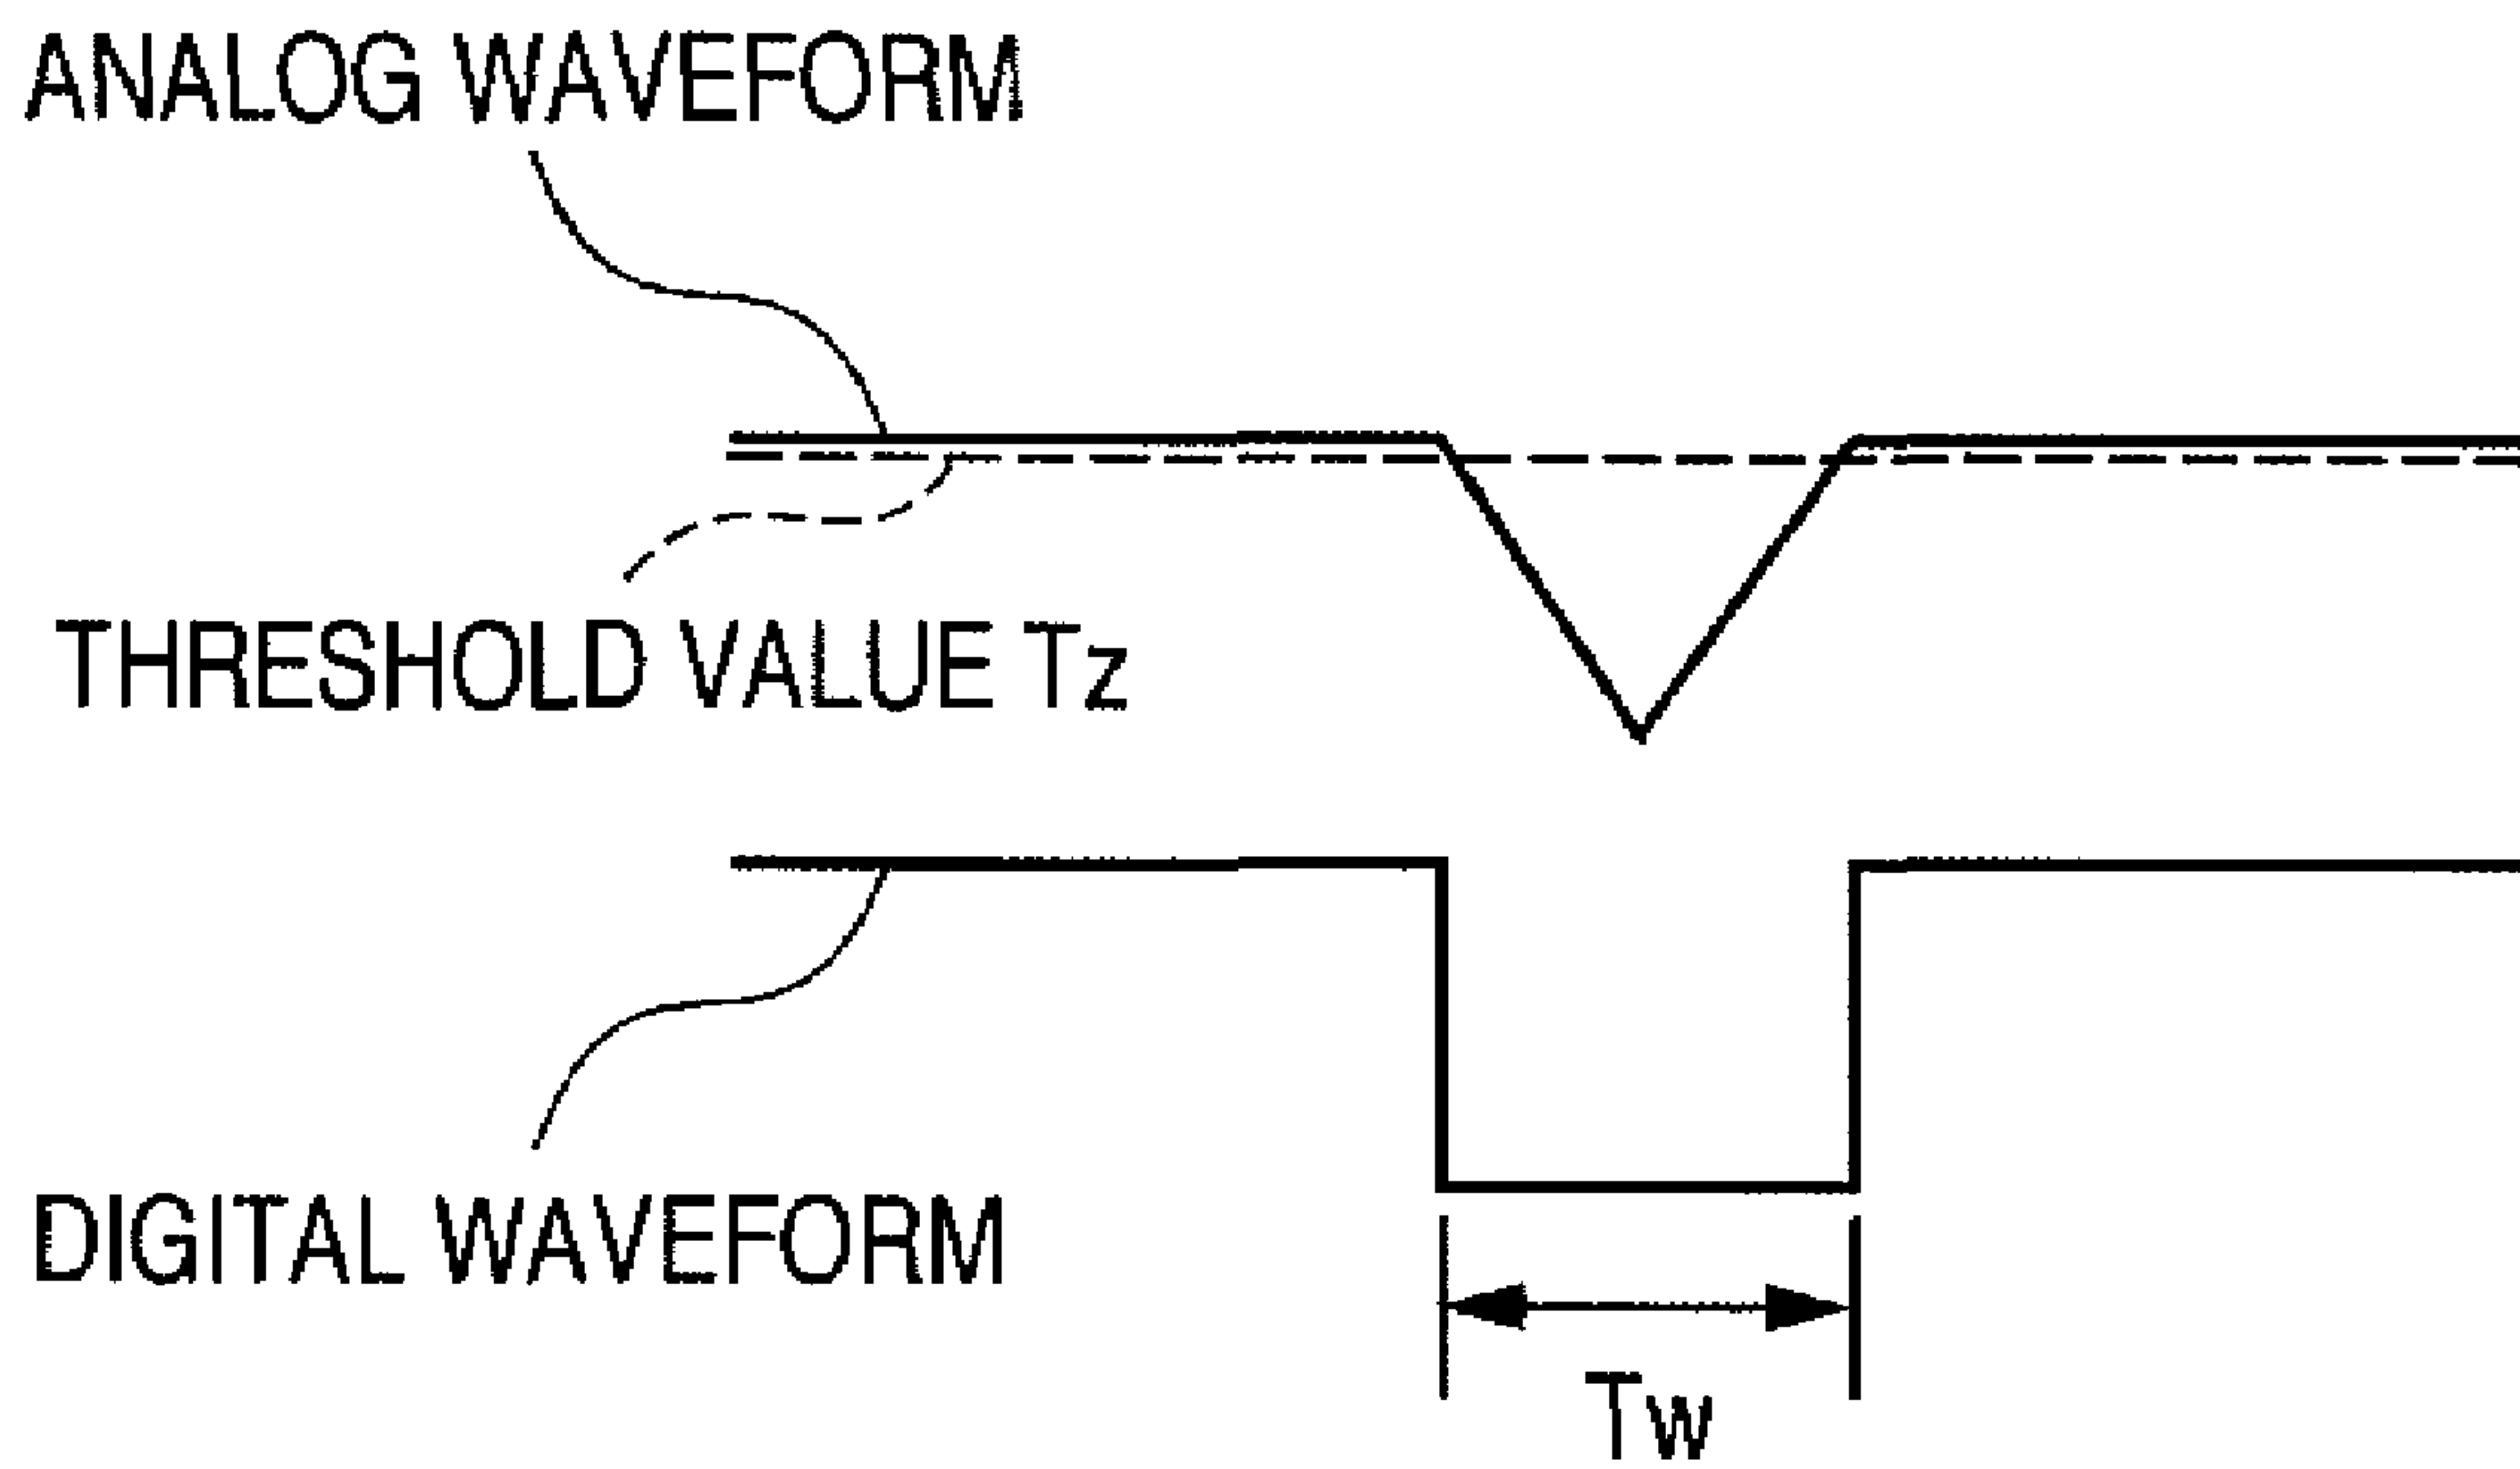 ANALOG WAVEFORM
THRESHOLD VALUE Tz
DIGITAL WAVEFORM
Tw